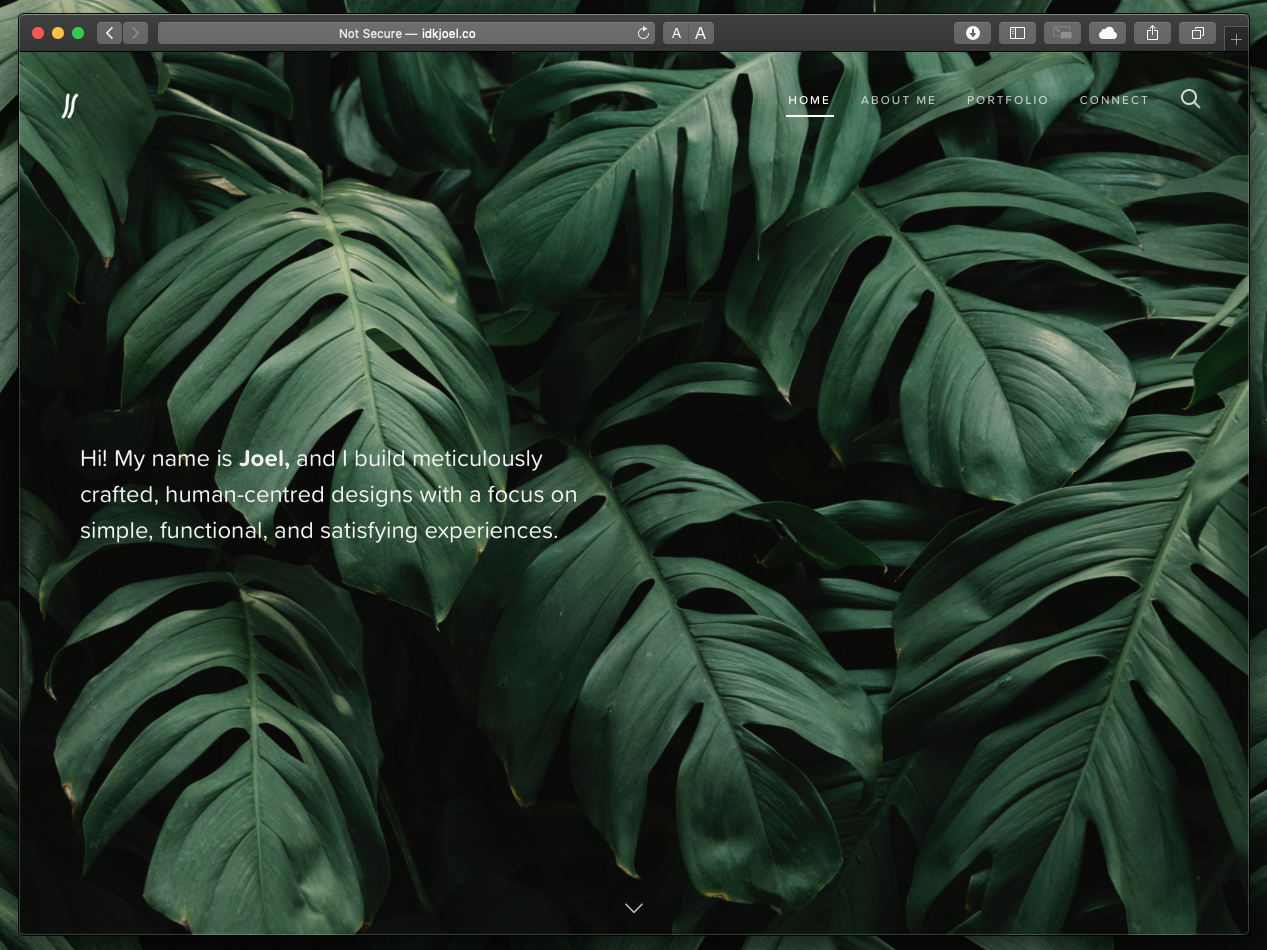 Not Secure — idkjoel.co
A A
HOME ABOUT ME PORTFOLIO CONNECT
Hi! My name is Joel, and I build meticulously
crafted, human-centred designs with a focus on
simple, functional, and satisfying experiences.